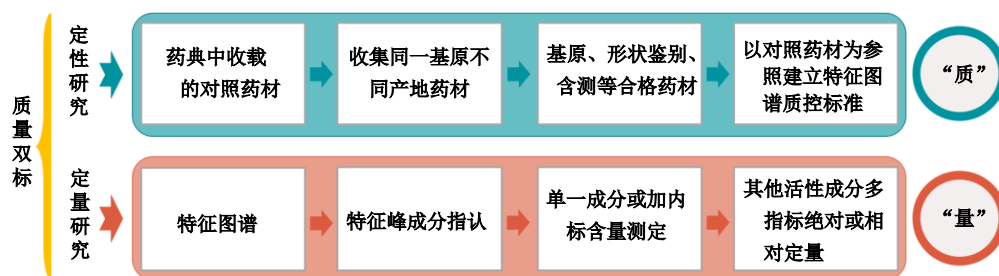 质量双标
定性研究
药典中收载
的对照药材
收集同一基原不
同产地药材
基原、形状鉴别、
含测等合格药材
以对照药材为参
照建立特征图
谱质控标准
“质”
定量研究
特征图谱
特征峰成分指认
单一成分或加内
标含量测定
其他活性成分多
指标绝对或相
对定量
“量”